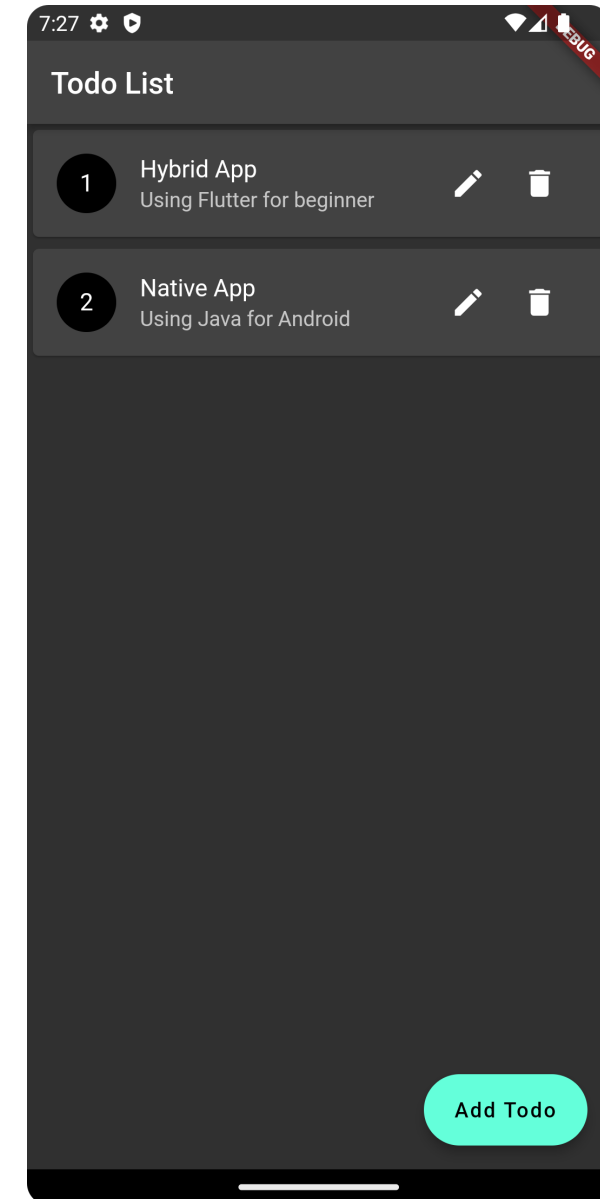 7:27
Todo List
1
Hybrid App
Using Flutter for beginner
2
Native App
Using Java for Android
Add Todo